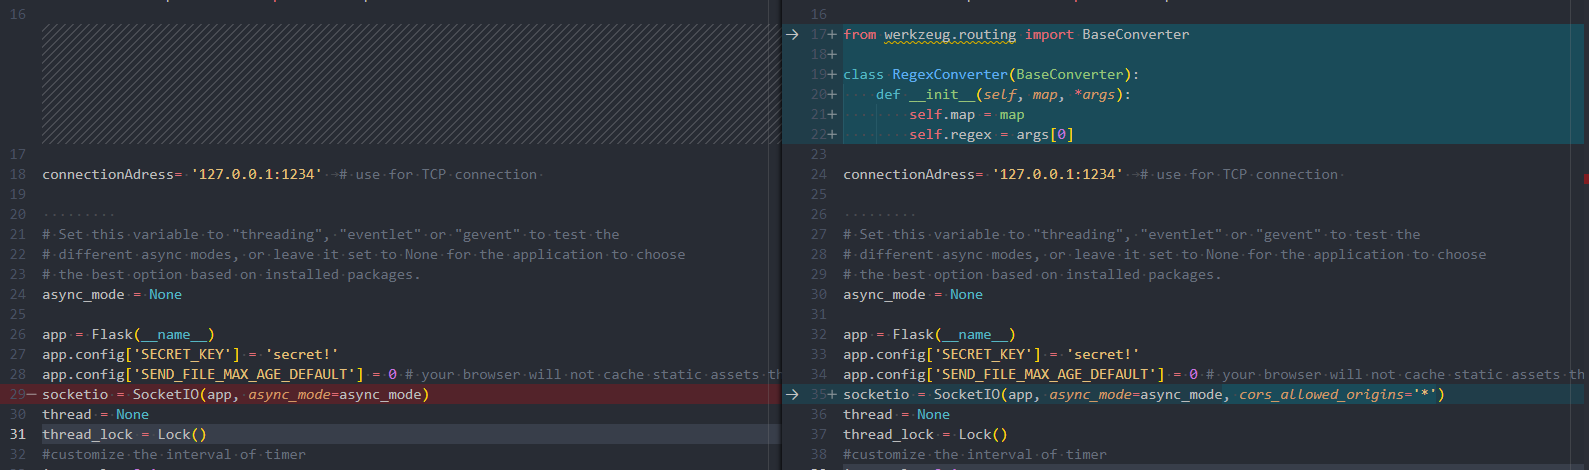 16
17
18 connectionAdress= '127.0.0.1:1234' # use for TCP connection
19
20
21 # Set this variable to "threading", "eventlet" or "gevent" to test the
22 # different async modes, or leave it set to None for the application to choose
23 # the best option based on installed packages.
24 async_mode = None
25
26 app = Flask(__name__)
27 app.config['SECRET_KEY'] = 'secret!'
28 app.config['SEND_FILE_MAX_AGE_DEFAULT'] = 0 # your browser will not cache static assets th
29− socketio = SocketIO(app, async_mode=async_mode)
30 thread = None
31 thread_lock = Lock()
32 #customize the interval of timer
16
→ 17+ from werkzeug.routing import BaseConverter
18+
19+ class RegexConverter(BaseConverter):
20+ def __init__(self, map, *args):
21+ self.map = map
22+ self.regex = args[0]
23
24 connectionAdress= '127.0.0.1:1234' # use for TCP connection
25
26
27 # Set this variable to "threading", "eventlet" or "gevent" to test the
28 # different async modes, or leave it set to None for the application to choose
29 # the best option based on installed packages.
30 async_mode = None
31
32 app = Flask(__name__)
33 app.config['SECRET_KEY'] = 'secret!'
34 app.config['SEND_FILE_MAX_AGE_DEFAULT'] = 0 # your browser will not cache static assets th
→ 35+ socketio = SocketIO(app, async_mode=async_mode, cors_allowed_origins='*')
36 thread = None
37 thread_lock = Lock()
38 #customize the interval of timer